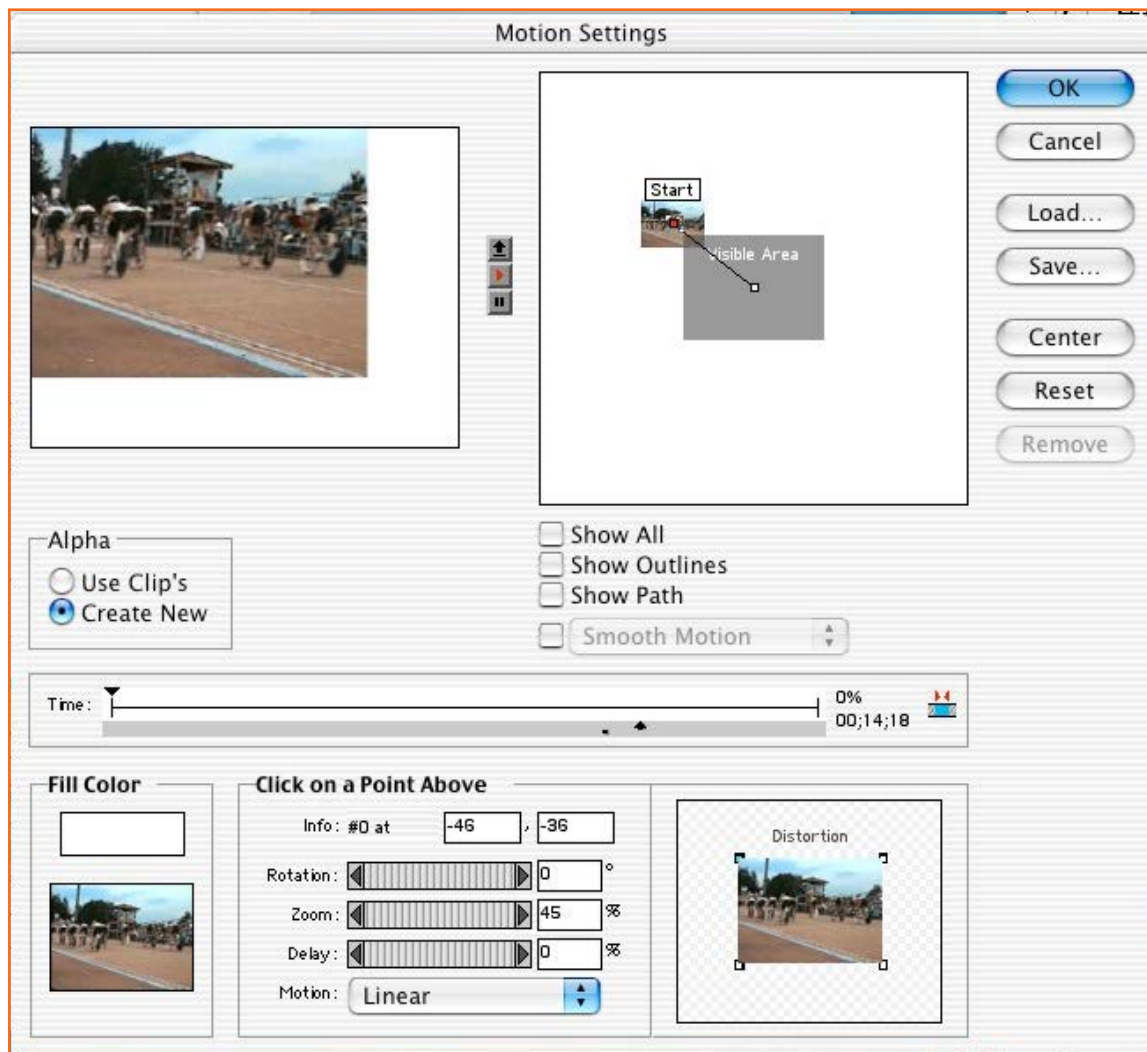 Motion Settings
OK
Cancel
Load...
Save...
Center
Reset
Remove
Start
Visible Area
Alpha
Use Clip's
Create New
Show All
Show Outlines
Show Path
Smooth Motion
Time:
0%
00;14;18
Fill Color
Click on a Point Above
Info: #0 at -46 , -36
Rotation: 0 °
Zoom: 45 %
Delay: 0 %
Motion: Linear
Distortion